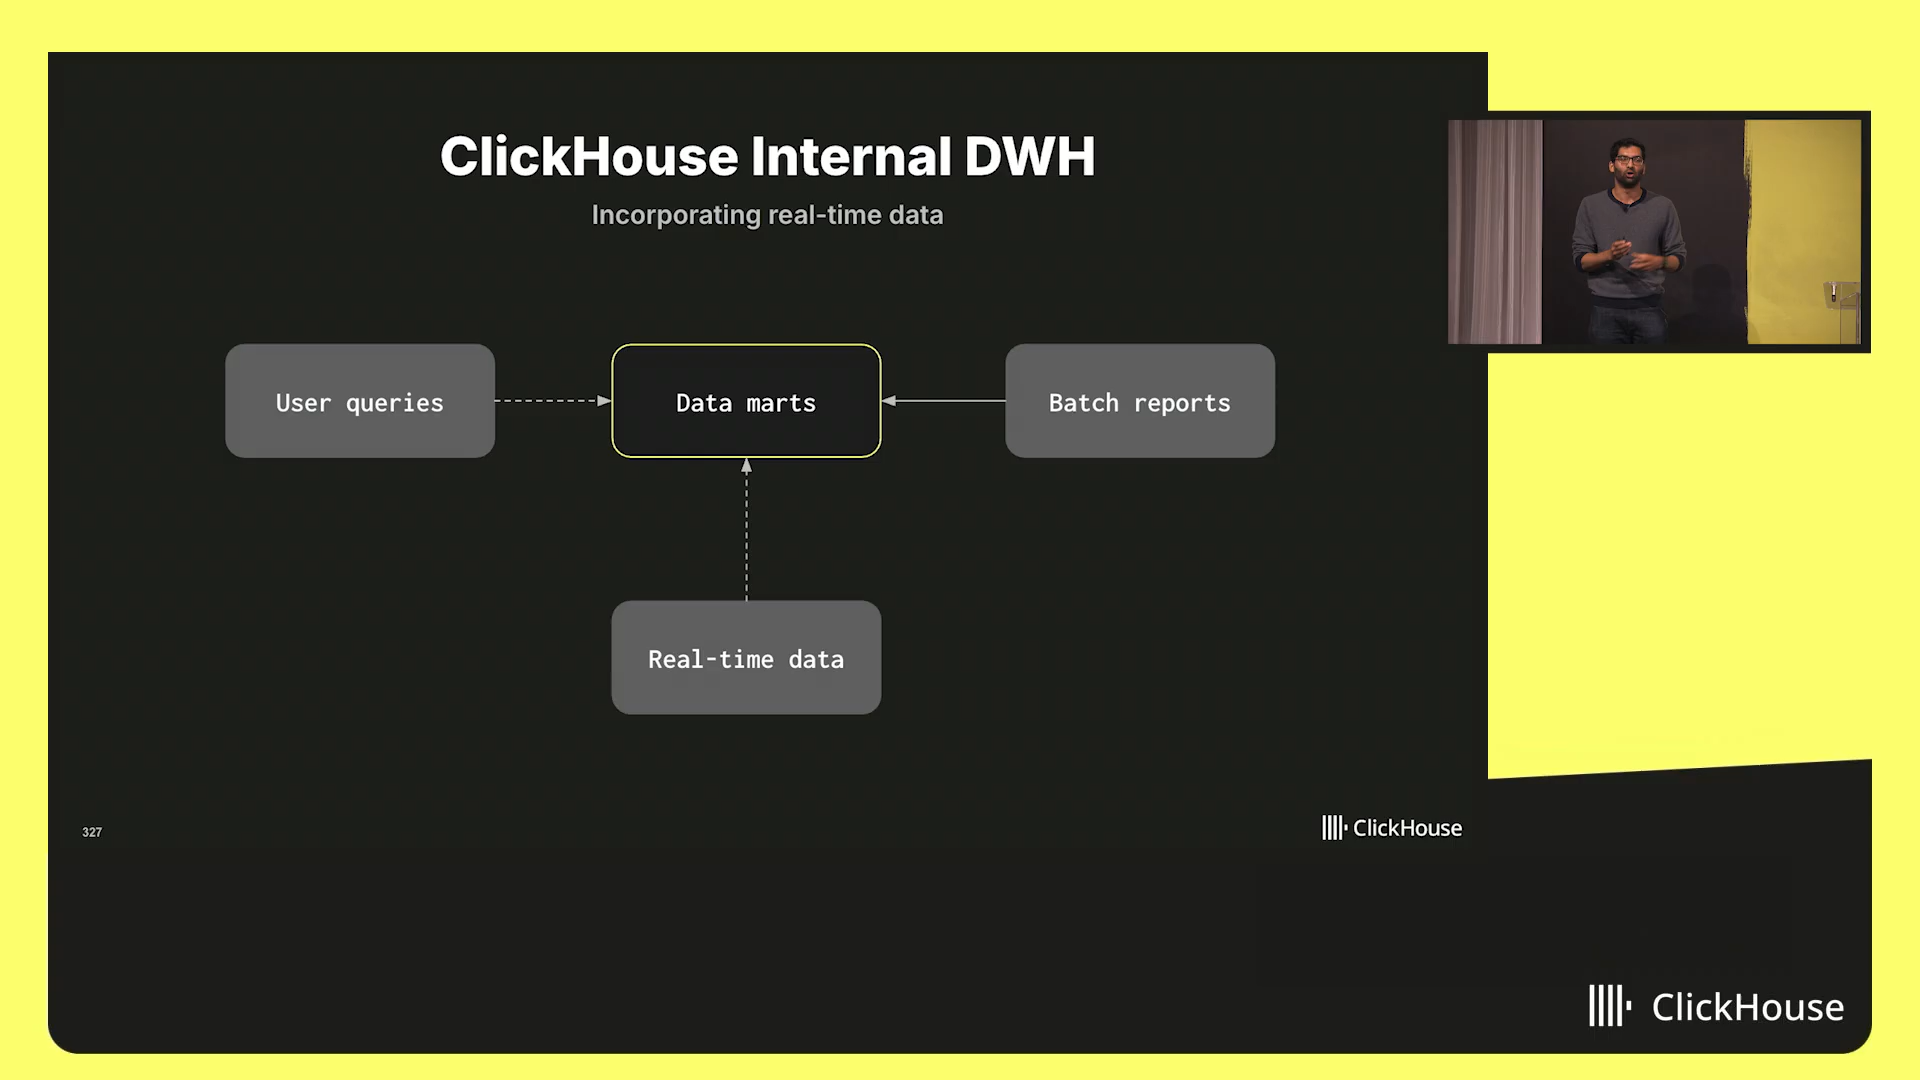 ClickHouse Internal DWH
Incorporating real-time data
User queries
Data marts
Batch reports
Real-time data
327
ClickHouse
ClickHouse